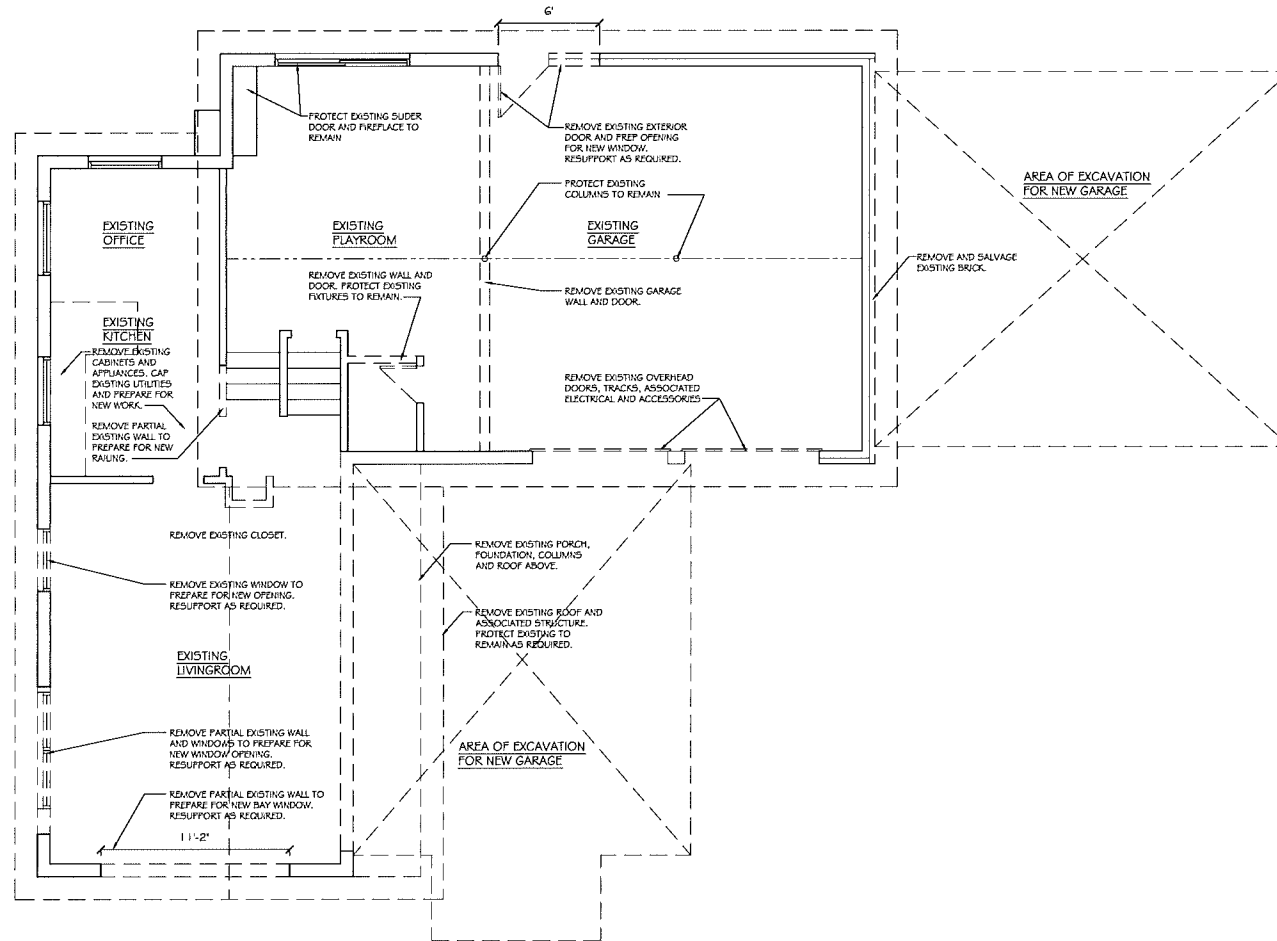 6'
PROTECT EXISTING SLIDER
DOOR AND FIREPLACE TO
REMAIN
REMOVE EXISTING EXTERIOR
DOOR AND PREP OPENING
FOR NEW WINDOW.
RESUPPORT AS REQUIRED.
AREA OF EXCAVATION
FOR NEW GARAGE
PROTECT EXISTING
COLUMNS TO REMAIN
EXISTING
OFFICE
EXISTING
PLAYROOM
EXISTING
GARAGE
REMOVE AND SALVAGE
EXISTING BRICK.
REMOVE EXISTING WALL AND
DOOR. PROTECT EXISTING
FIXTURES TO REMAIN.
REMOVE EXISTING GARAGE
WALL AND DOOR.
EXISTING
KITCHEN
REMOVE EXISTING
CABINETS AND
APPLIANCES. CAP
EXISTING UTILITIES
AND PREPARE FOR
NEW WORK.
REMOVE EXISTING OVERHEAD
DOORS, TRACKS, ASSOCIATED
ELECTRICAL AND ACCESSORIES
REMOVE PARTIAL
EXISTING WALL TO
PREPARE FOR NEW
RAILING.
REMOVE EXISTING CLOSET.
REMOVE EXISTING PORCH,
FOUNDATION, COLUMNS
AND ROOF ABOVE.
REMOVE EXISTING WINDOW TO
PREPARE FOR NEW OPENING.
RESUPPORT AS REQUIRED.
REMOVE EXISTING ROOF AND
ASSOCIATED STRUCTURE.
PROTECT EXISTING TO
REMAIN AS REQUIRED.
EXISTING
LIVINGROOM
REMOVE PARTIAL EXISTING WALL
AND WINDOWS TO PREPARE FOR
NEW WINDOW OPENING.
RESUPPORT AS REQUIRED.
AREA OF EXCAVATION
FOR NEW GARAGE
REMOVE PARTIAL EXISTING WALL TO
PREPARE FOR NEW BAY WINDOW.
RESUPPORT AS REQUIRED.
11'-2"